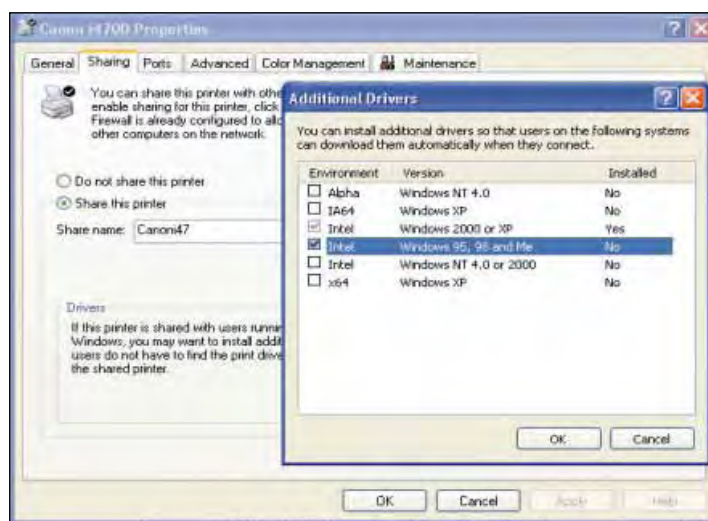 Canon i470D Properties
General Sharing Ports Advanced Color Management Maintenance
You can share this printer with othe
enable sharing for this printer, click
Firewall is already configured to allo
other computers on the network.
Do not share this printer
Share this printer
Share name: Canoni47
Drivers
If this printer is shared with users runnin
Windows, you may want to install addit
users do not have to find the print drive
the shared printer.
OK Cancel Apply Help
Additional Drivers
You can install additional drivers so that users on the following systems
can download them automatically when they connect.
Environment Version Installed
Alpha Windows NT 4.0 No
IA64 Windows XP No
Intel Windows 2000 or XP Yes
Intel Windows 95, 98 and Me No
Intel Windows NT 4.0 or 2000 No
x64 Windows XP No
OK Cancel